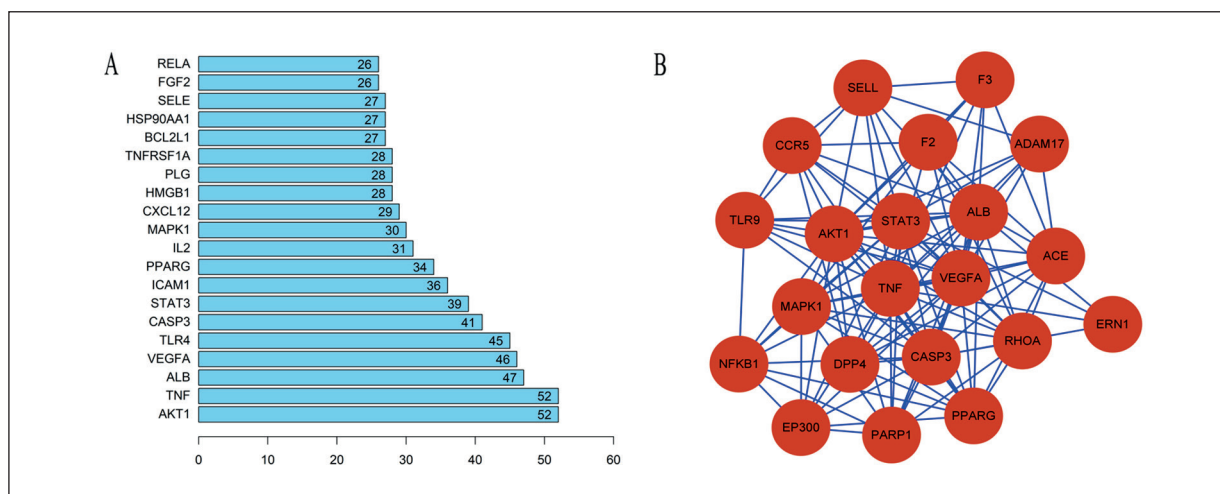 A
RELA 26
FGF2 26
SELE 27
HSP90AA1 27
BCL2L1 27
TNFRSF1A 28
PLG 28
HMGB1 28
CXCL12 29
MAPK1 30
IL2 31
PPARG 34
ICAM1 36
STAT3 39
CASP3 41
TLR4 45
VEGFA 46
ALB 47
TNF 52
AKT1 52
0 10 20 30 40 50 60
B
F3
SELL
F2
CCR5
ADAM17
TLR9
AKT1
STAT3
ALB
ACE
TNF
VEGFA
MAPK1
ERN1
RHOA
NFKB1
DPP4
CASP3
PPARG
EP300
PARP1